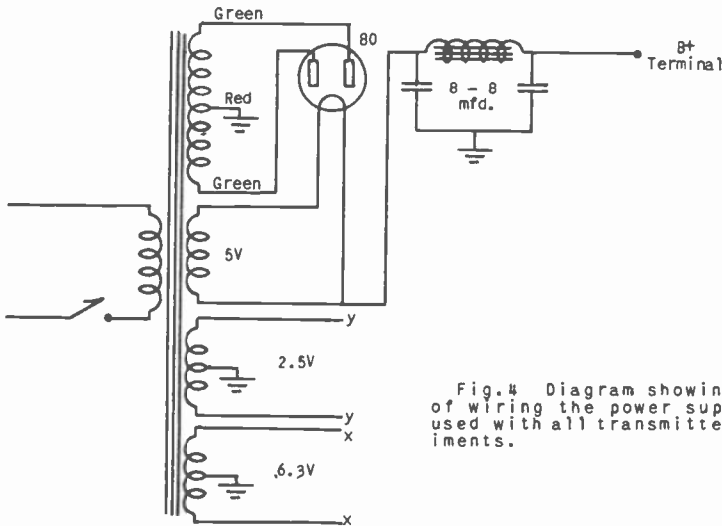 Green
80
B+
Terminal
8 - 8
mfd.
Red
Green
5V
y
2.5V
y
x
6.3V
x
Fig.4 Diagram showin
of wiring the power sup
used with all transmitte
iments.